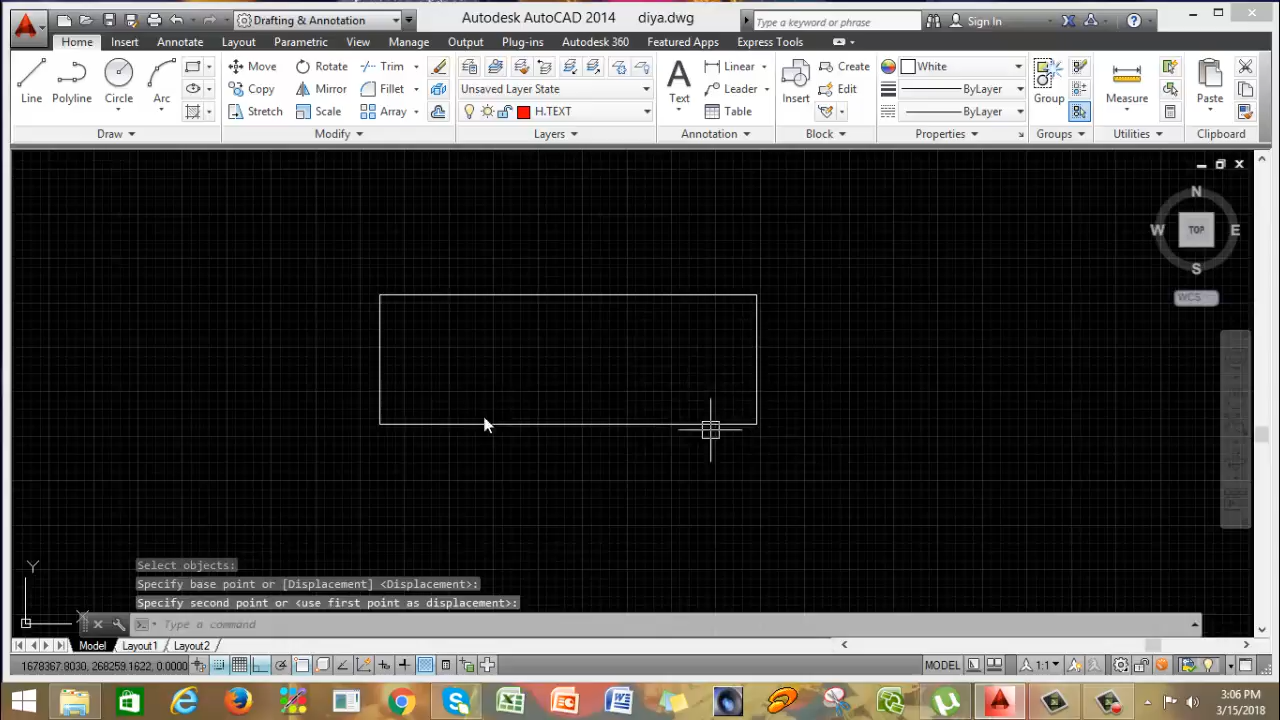 Drafting & Annotation
Autodesk AutoCAD 2014 diya.dwg
Type a keyword or phrase
Sign In
Home Insert Annotate Layout Parametric View Manage Output Plug-ins Autodesk 360 Featured Apps Express Tools
Line Polyline Circle Arc
Draw
Move Rotate Trim
Copy Mirror Fillet
Stretch Scale Array
Modify
Unsaved Layer State
H.TEXT
Layers
Text
Linear
Leader
Table
Annotation
Insert
Create
Edit
Block
White
ByLayer
ByLayer
Properties
Group
Groups
Measure
Utilities
Paste
Clipboard
N
W TOP E
S
WCS
Y
X
Select objects:
Specify base point or [Displacement] <Displacement>:
Specify second point or <use first point as displacement>:
Type a command
Model Layout1 Layout2
1678367.8030, 268259.1622, 0.0000
MODEL
1:1
3:06 PM
3/15/2018